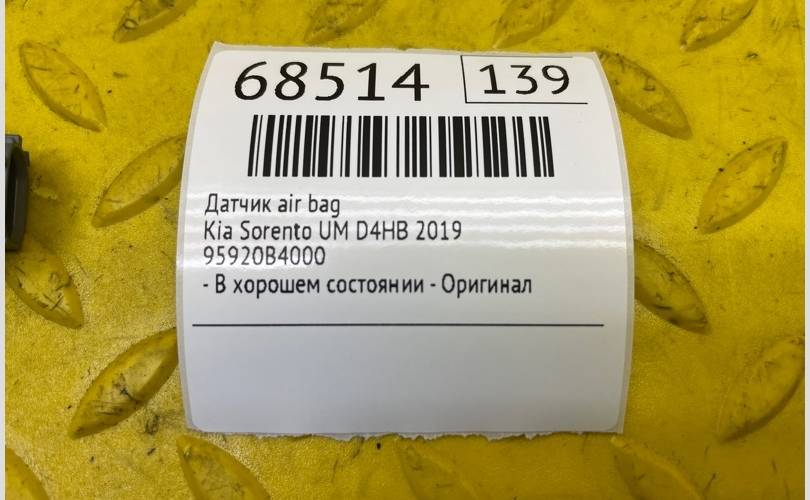 68514 139
Датчик air bag
Kia Sorento UM D4HB 2019
95920B4000
- В хорошем состоянии - Оригинал